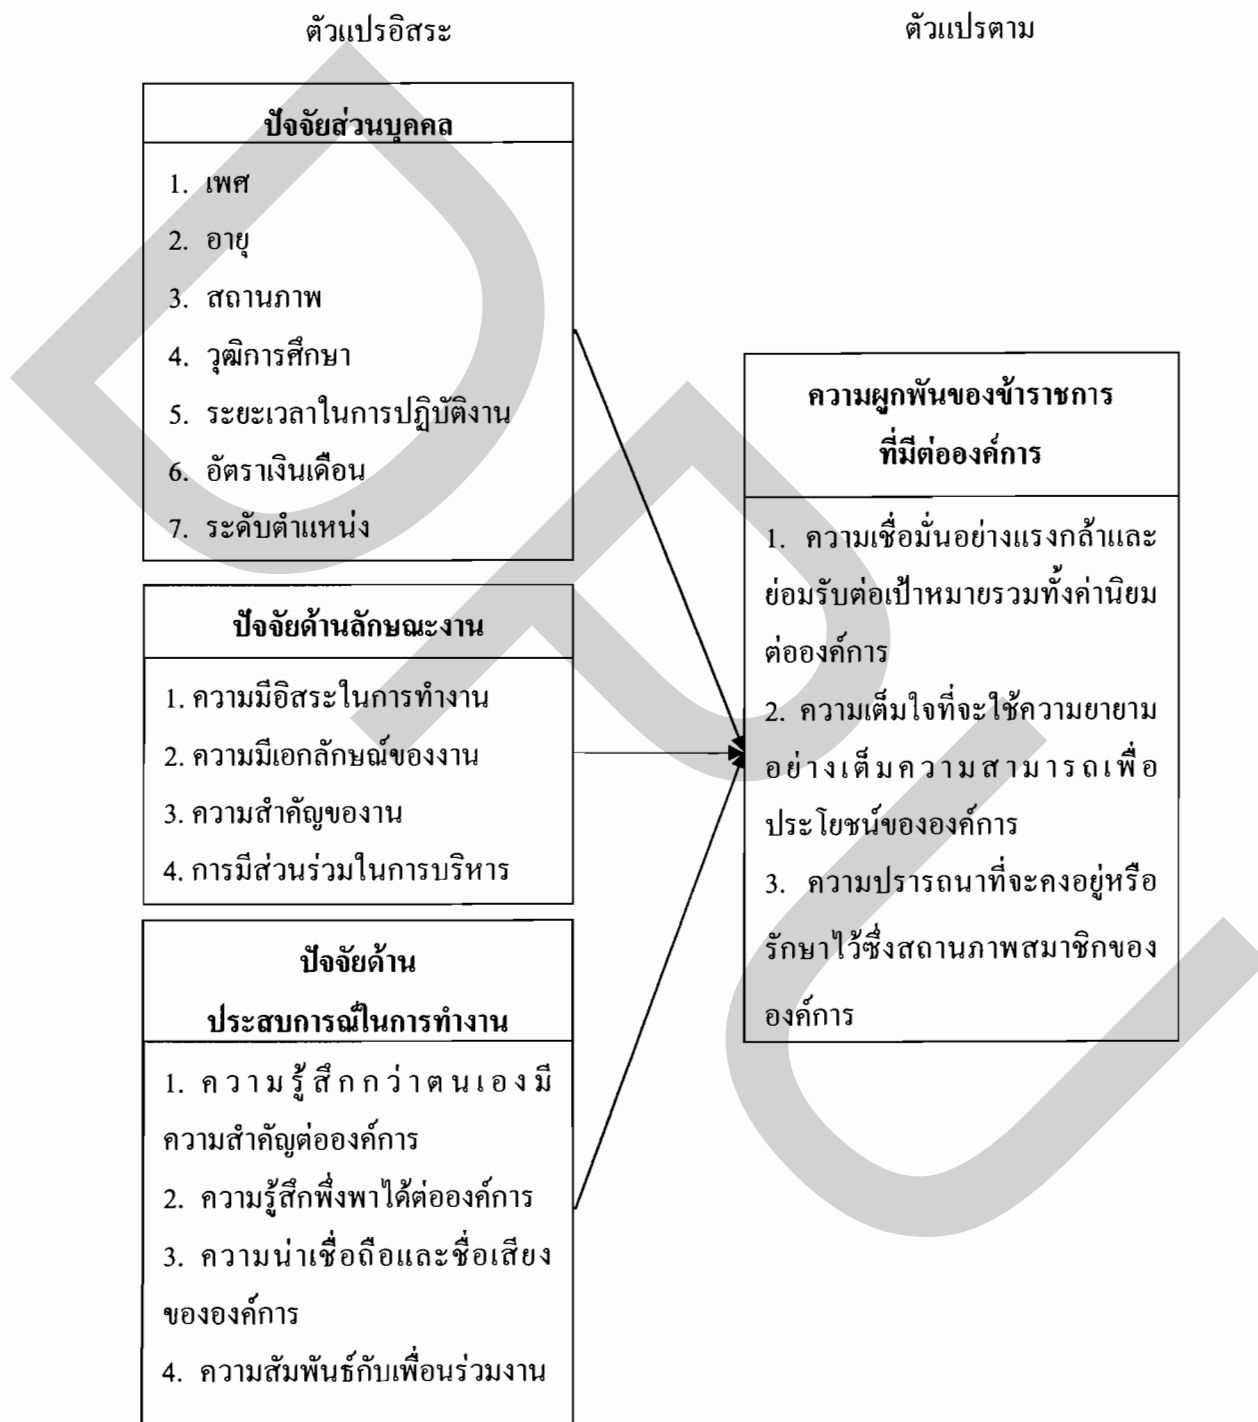 ตัวแปรอิสระ
ตัวแปรตาม
ปัจจัยส่วนบุคคล
1. เพศ
2. อายุ
3. สถานภาพ
4. วุฒิการศึกษา
5. ระยะเวลาในการปฏิบัติงาน
6. อัตราเงินเดือน
7. ระดับตำแหน่ง
ปัจจัยด้านลักษณะงาน
1. ความมีอิสระในการทำงาน
2. ความมีเอกลักษณ์ของงาน
3. ความสำคัญของาน
4. การมีส่วนร่วมในการบริหาร
ปัจจัยด้าน
ประสบการณ์ในการทำงาน
1. ความรู้สึกกว่าตนเองมี
ความสำคัญต่อองค์การ
2. ความรู้สึกพึ่งพาได้ต่อองค์การ
3. ความน่าเชื่อถือและชื่อเสียง
ขององค์การ
4. ความสัมพันธ์กับเพื่อนร่วมงาน
ความผูกพันของข้าราชการ
ที่มีต่อองค์การ
1. ความเชื่อมั่นอย่างแรงกล้าและ
ย่อมรับต่อเป้าหมายรวมทั้งค่านิยม
ต่อองค์การ
2. ความเต็มใจที่จะใช้ความยายาม
อย่างเต็มความสามารถเพื่อ
ประโยชน์ขององค์การ
3. ความปรารถนาที่จะคงอยู่หรือ
รักษาไว้ซึ่งสถานภาพสมาชิกของ
องค์การ